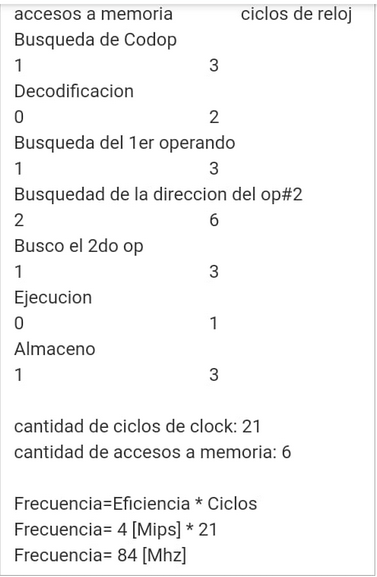 accesos a memoria ciclos de reloj
Busqueda de Codop
1 3
Decodificacion
0 2
Busqueda del 1er operando
1 3
Busquedad de la direccion del op#2
2 6
Busco el 2do op
1 3
Ejecucion
0 1
Almaceno
1 3
cantidad de ciclos de clock: 21
cantidad de accesos a memoria: 6
Frecuencia=Eficiencia * Ciclos
Frecuencia= 4 [Mips] * 21
Frecuencia= 84 [Mhz]